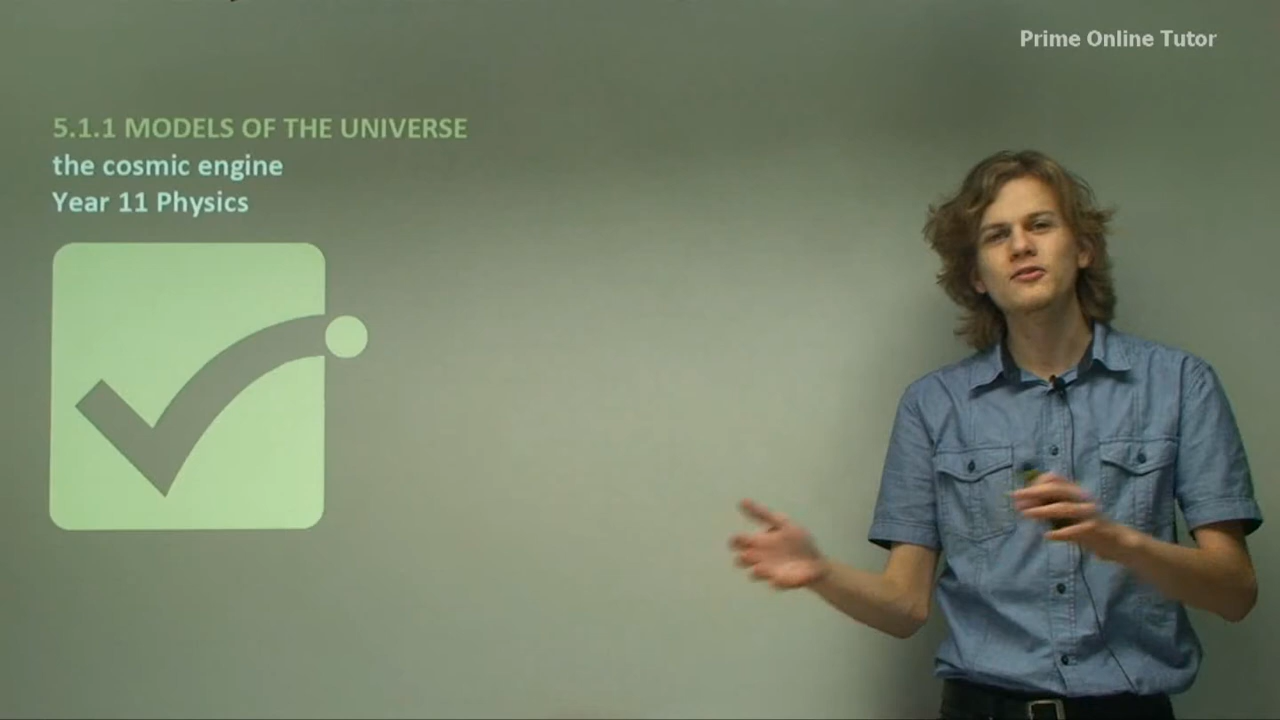 Prime Online Tutor
5.1.1 MODELS OF THE UNIVERSE
the cosmic engine
Year 11 Physics